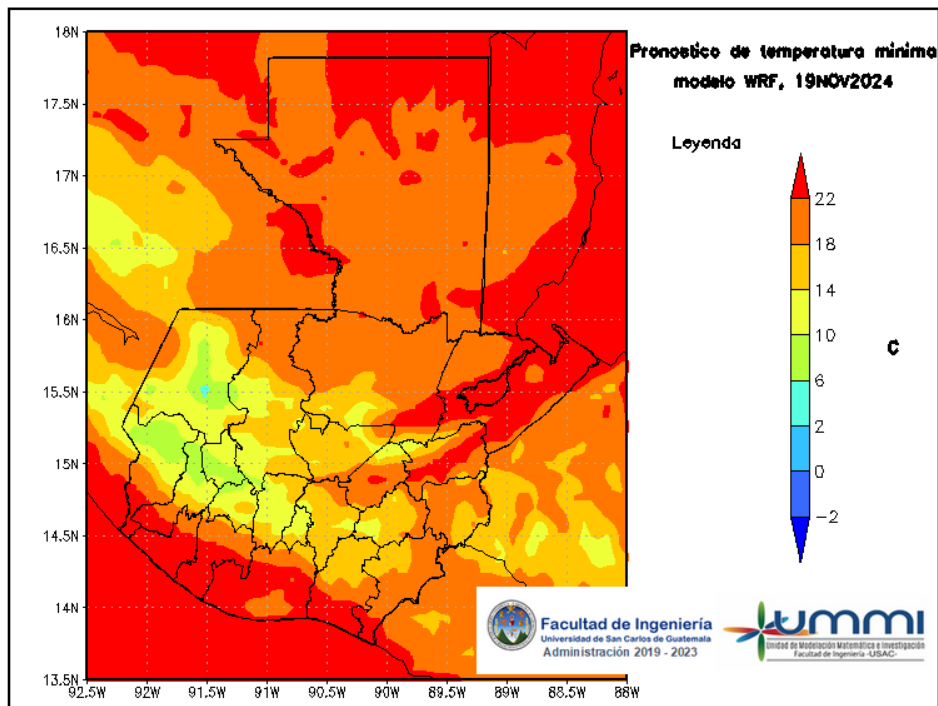 Pronostico de temperatura minima
modelo WRF, 19NOV2024
Leyenda
22
18
14
10
6
2
0
−2
C
18N
17.5N
17N
16.5N
16N
15.5N
15N
14.5N
14N
13.5N
92.5W
92W
91.5W
91W
90.5W
90W
89.5W
89W
88.5W
88W
Facultad de Ingeniería
Universidad de San Carlos de Guatemala
Administración 2019 - 2023
ummi
Unidad de Modelación Matemática e Investigación
Facultad de Ingeniería -USAC-